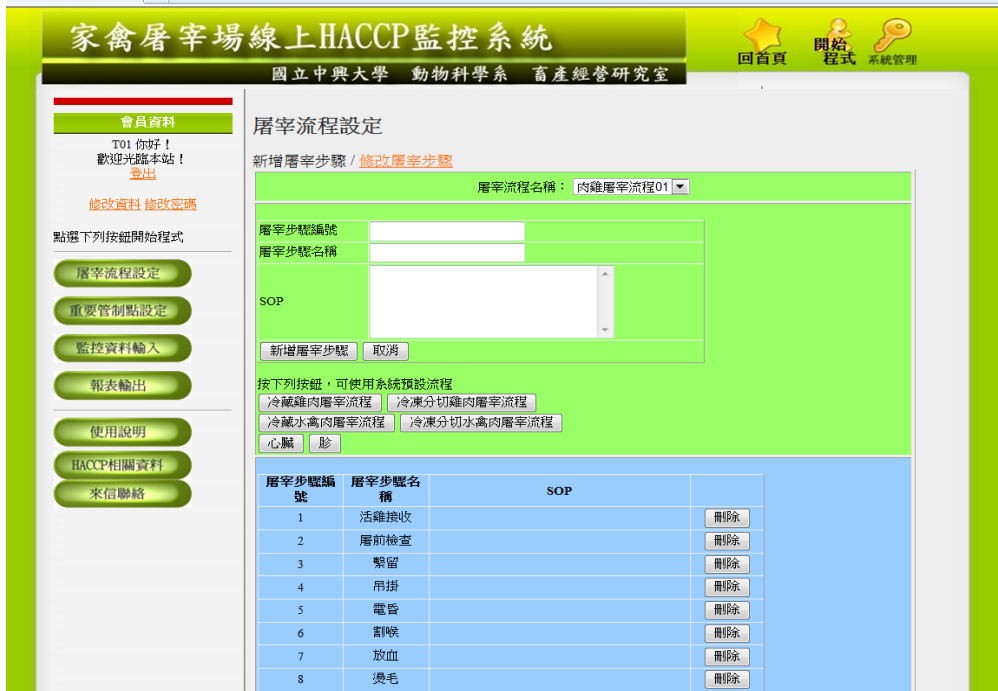 家禽屠宰場線上HACCP監控系統
國立中興大學 動物科學系 畜產經營研究室
回首頁
開始程式
系統管理
會員資料
T01 你好！
歡迎光臨本站！
登出
修改資料 修改密碼
點選下列按鈕開始程式
屠宰流程設定
重要管制點設定
監控資料輸入
報表輸出
使用說明
HACCP相關資料
來信聯絡
屠宰流程設定
新增屠宰步驟 / 修改屠宰步驟
屠宰流程名稱： 肉雞屠宰流程01
屠宰步驟編號
屠宰步驟名稱
SOP
新增屠宰步驟 取消
按下列按鈕，可使用系統預設流程
冷藏雞肉屠宰流程 冷凍分切雞肉屠宰流程
冷藏水禽肉屠宰流程 冷凍分切水禽肉屠宰流程
心臟 胗
屠宰步驟編號 屠宰步驟名稱 SOP
1 活雞接收 刪除
2 屠前檢查 刪除
3 繫留 刪除
4 吊掛 刪除
5 電昏 刪除
6 割喉 刪除
7 放血 刪除
8 燙毛 刪除